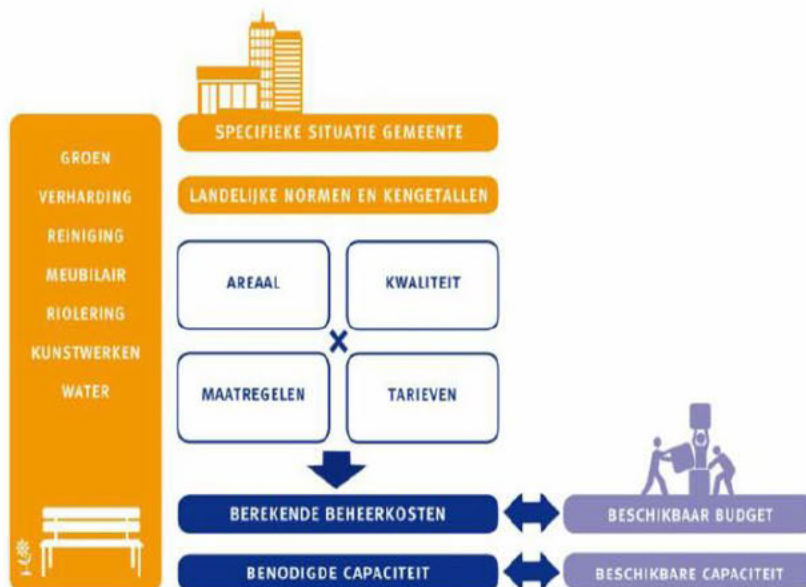 GROEN
VERHARDING
REINIGING
MEUBILAIR
RIOLERING
KUNSTWERKEN
WATER
SPECIFIEKE SITUATIE GEMEENTE
LANDELIJKE NORMEN EN KENGETALLEN
AREAAL
KWALITEIT
X
MAATREGELEN
TARIEVEN
BEREKENDE BEHEERKOSTEN
BESCHIKBAAR BUDGET
BENODIGDE CAPACITEIT
BESCHIKBARE CAPACITEIT